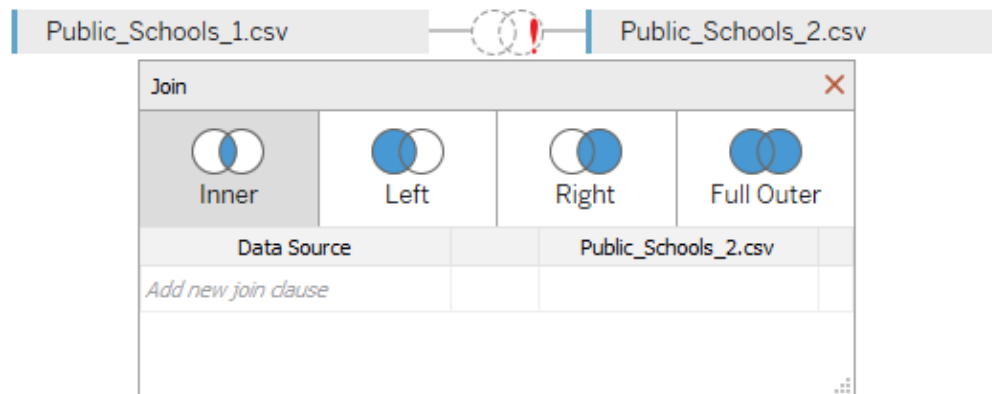 Public_Schools_1.csv Public_Schools_2.csv
Join
Inner Left Right Full Outer
Data Source Public_Schools_2.csv
Add new join clause